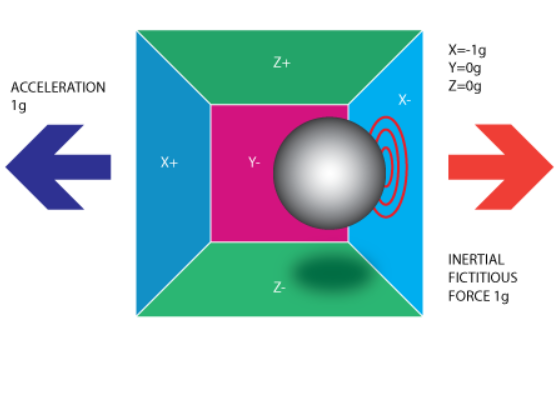 ACCELERATION
1g
Z+
X+
Y-
X-
Z-
X=-1g
Y=0g
Z=0g
INERTIAL
FICTITIOUS
FORCE 1g